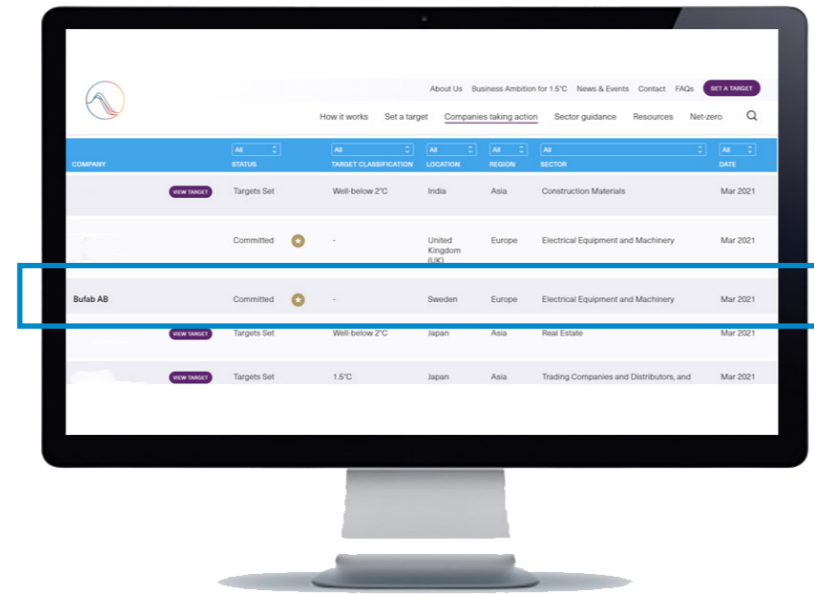 About Us Business Ambition for 1.5°C News & Events Contact FAQs SET A TARGET
How it works Set a target Companies taking action Sector guidance Resources Net-zero
All All All All All All
COMPANY STATUS TARGET CLASSIFICATION LOCATION REGION SECTOR DATE
VIEW TARGET Targets Set Well-below 2°C India Asia Construction Materials Mar 2021
Committed - United Europe Electrical Equipment and Machinery Mar 2021
Kingdom
(UK)
Bufab AB Committed - Sweden Europe Electrical Equipment and Machinery Mar 2021
VIEW TARGET Targets Set Well-below 2°C Japan Asia Real Estate Mar 2021
VIEW TARGET Targets Set 1.5°C Japan Asia Trading Companies and Distributors, and Mar 2021